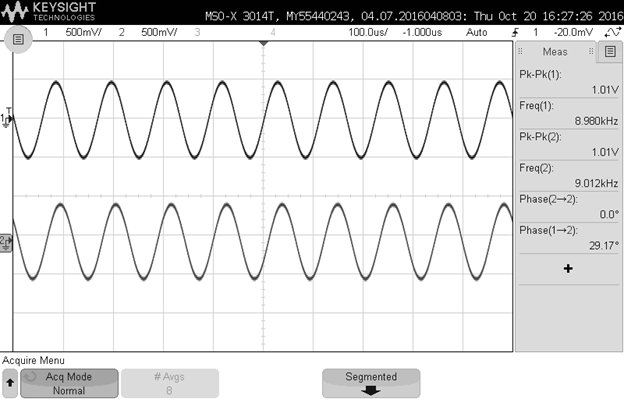 KEYSIGHT
TECHNOLOGIES
MSO-X 3014T, MY55440243, 04.07.2016040803: Thu Oct 20 16:27:26 2016
1 500mV/ 2 500mV/ 3 4 100.0us/ -1.000us Auto 1 -20.0mV
Meas
Pk-Pk(1):
1.01V
Freq(1):
8.980kHz
Pk-Pk(2):
1.01V
Freq(2):
9.012kHz
Phase(2→2):
0.0°
Phase(1→2):
29.17°
1 T
2
Acquire Menu
Acq Mode
Normal
# Avgs
8
Segmented